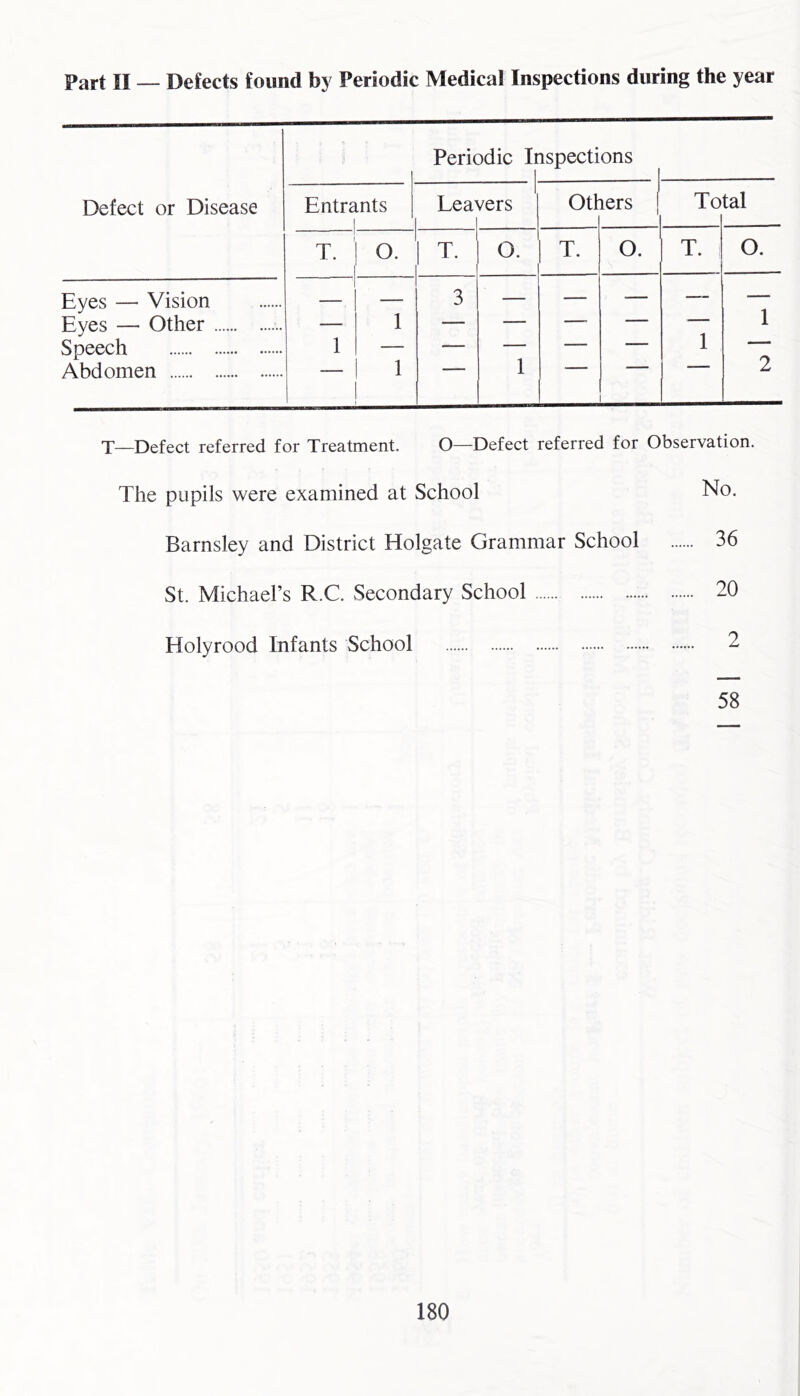 Part II — Defects found by Periodic Medical Inspections during the year
Periodic Inspections
Defect or Disease Entrants Leavers Others Total
T. O. T. O. T. O. T. O.
Eyes — Vision ...... — — 3 — — — — —
Eyes — Other ...... ...... — 1 — — — — — 1
Speech ...... ...... ...... 1 — — — — — 1 —
Abdomen ...... ...... ...... — 1 — 1 — — — 2
T—Defect referred for Treatment. O—Defect referred for Observation.
The pupils were examined at School No.
Barnsley and District Holgate Grammar School ...... 36
St. Michael's R.C. Secondary School ...... ...... ...... ...... 20
Holyrood Infants School ...... ...... ...... ...... ...... ...... 2
58
180